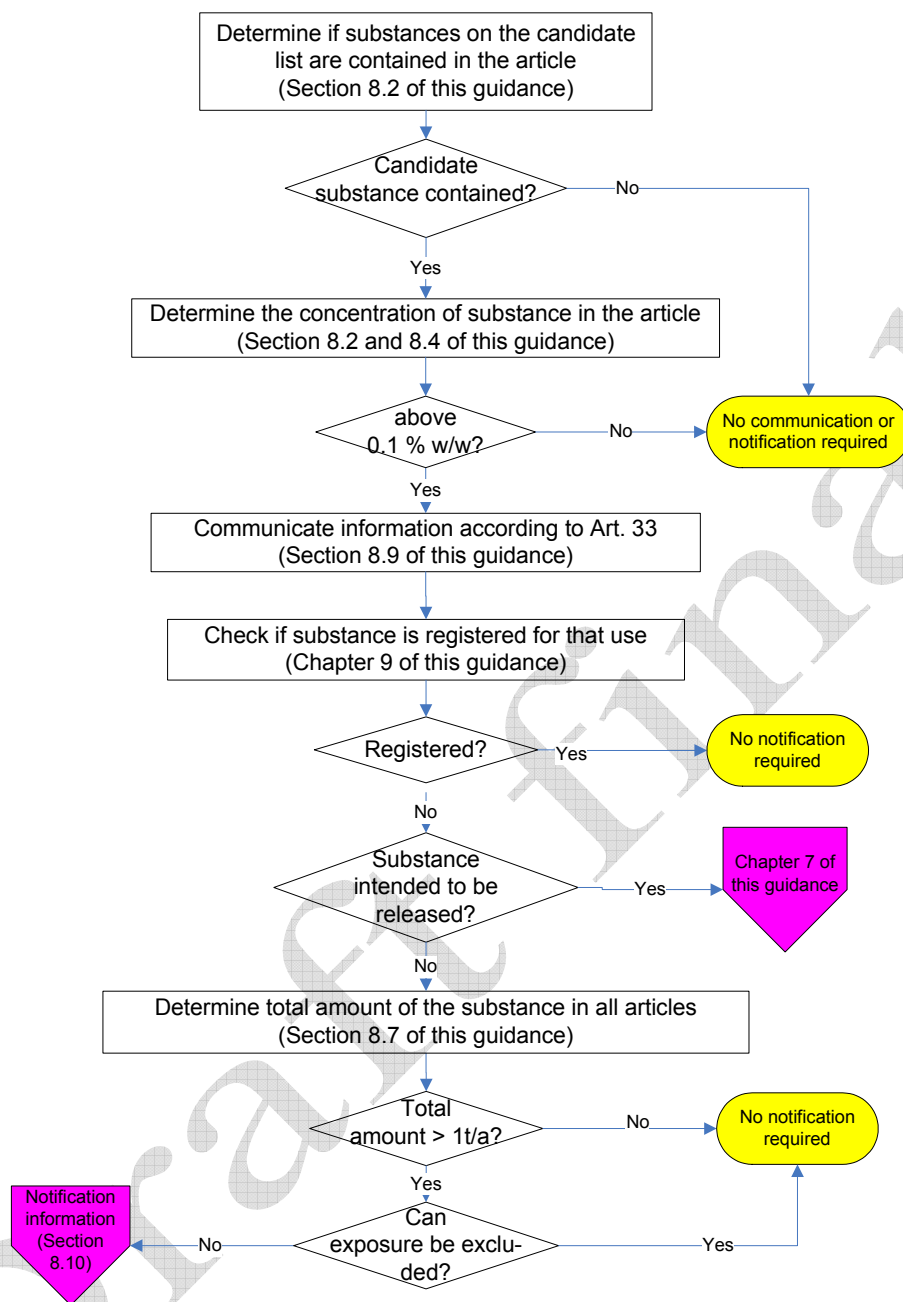 Determine if substances on the candidate
list are contained in the article
(Section 8.2 of this guidance)
Candidate
substance contained?
No
Yes
Determine the concentration of substance in the article
(Section 8.2 and 8.4 of this guidance)
above
0.1 % w/w?
No
No communication or
notification required
Yes
Communicate information according to Art. 33
(Section 8.9 of this guidance)
Check if substance is registered for that use
(Chapter 9 of this guidance)
Registered?
Yes
No notification
required
No
Substance
intended to be
released?
Yes
Chapter 7 of
this guidance
No
Determine total amount of the substance in all articles
(Section 8.7 of this guidance)
Total
amount > 1t/a?
No
No notification
required
Yes
Can
exposure be exclu-
ded?
Yes
No
Notification
information
(Section
8.10)
Draft final